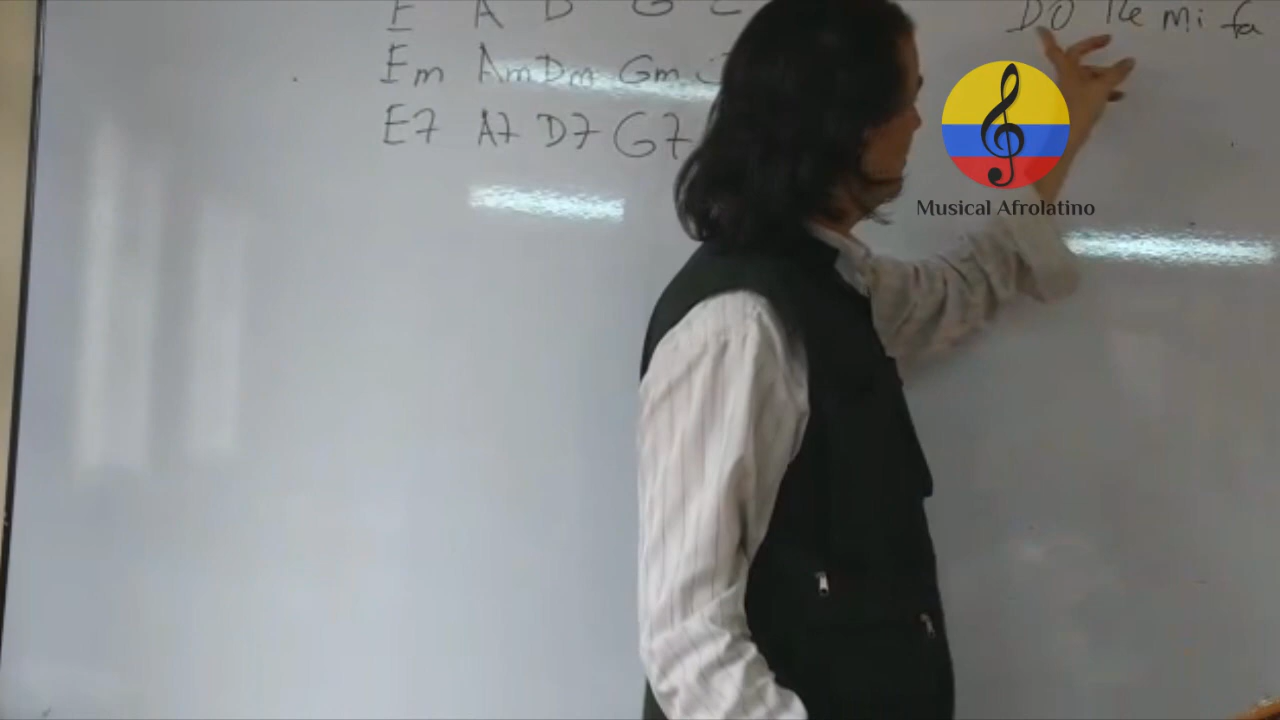 E A D G C
Em Am Dm Gm
E7 A7 D7 G7
DO Re mi fa
Musical Afrolatino